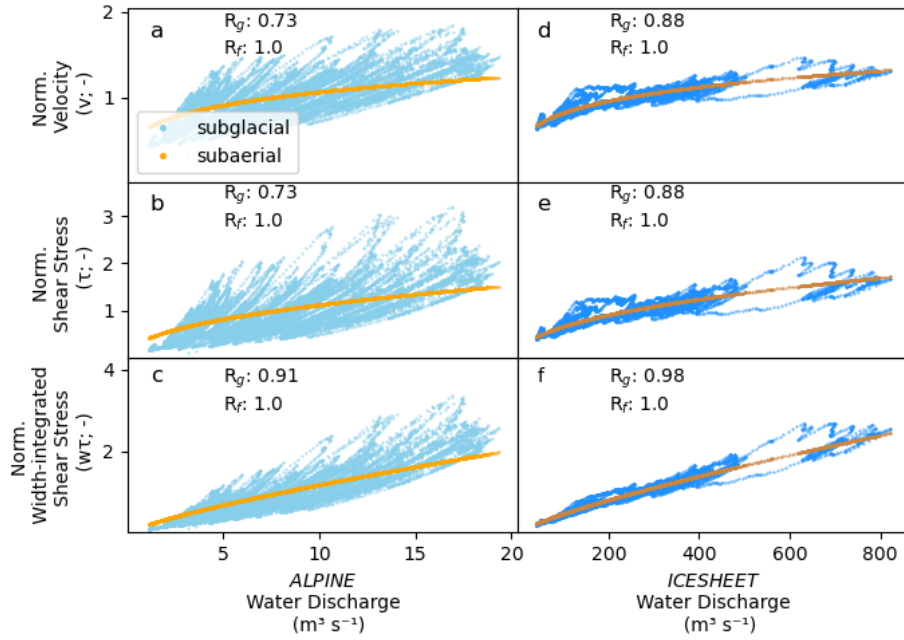 a
R_g: 0.73
R_f: 1.0
2
1
Norm.
Velocity
(v; -)
subglacial
subaerial
d
R_g: 0.88
R_f: 1.0
b
R_g: 0.73
R_f: 1.0
3
2
1
Norm.
Shear Stress
(τ; -)
e
R_g: 0.88
R_f: 1.0
c
R_g: 0.91
R_f: 1.0
4
2
Norm.
Width-integrated
Shear Stress
(wτ; -)
f
R_g: 0.98
R_f: 1.0
5 10 15 20
ALPINE
Water Discharge
(m³ s⁻¹)
200 400 600 800
ICESHEET
Water Discharge
(m³ s⁻¹)